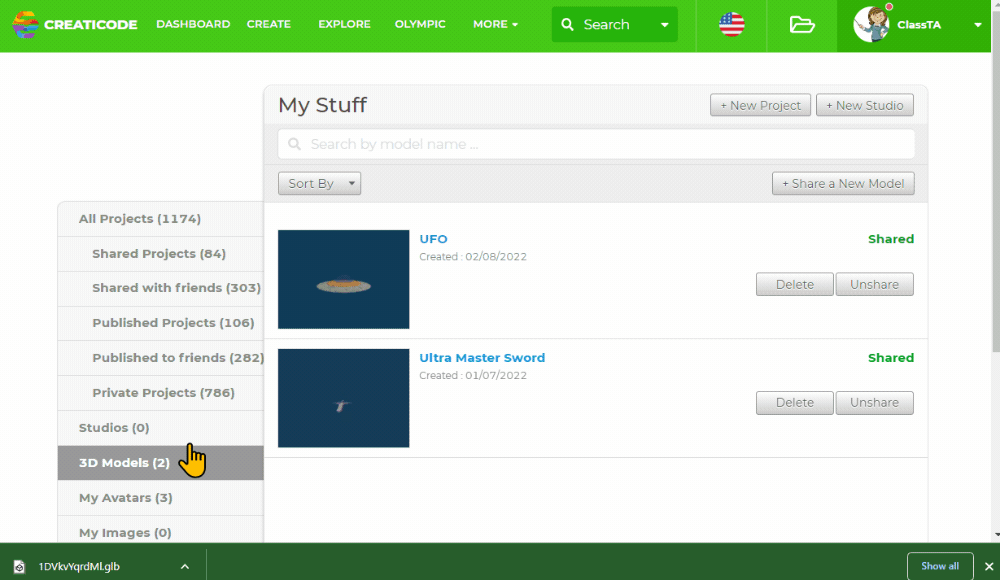 CREATICODE DASHBOARD CREATE EXPLORE OLYMPIC MORE Search ClassTA
My Stuff + New Project + New Studio
Search by model name ...
Sort By + Share a New Model
All Projects (1174)
Shared Projects (84)
Shared with friends (303)
Published Projects (106)
Published to friends (282)
Private Projects (786)
Studios (0)
3D Models (2)
My Avatars (3)
My Images (0)
UFO Shared
Created : 02/08/2022
Delete Unshare
Ultra Master Sword Shared
Created : 01/07/2022
Delete Unshare
1DVkvYqrdMl.glb Show all